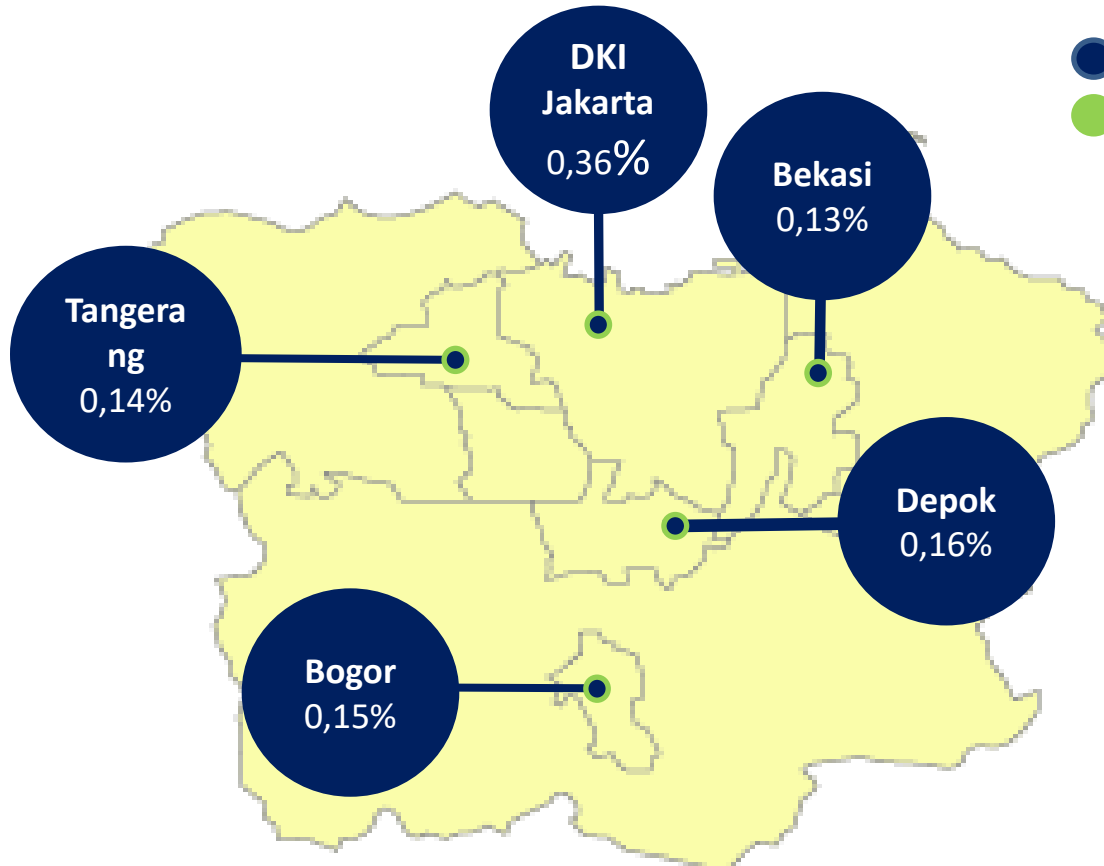 DKI
Jakarta
0,36%
Bekasi
0,13%
Tangera
ng
0,14%
Depok
0,16%
Bogor
0,15%